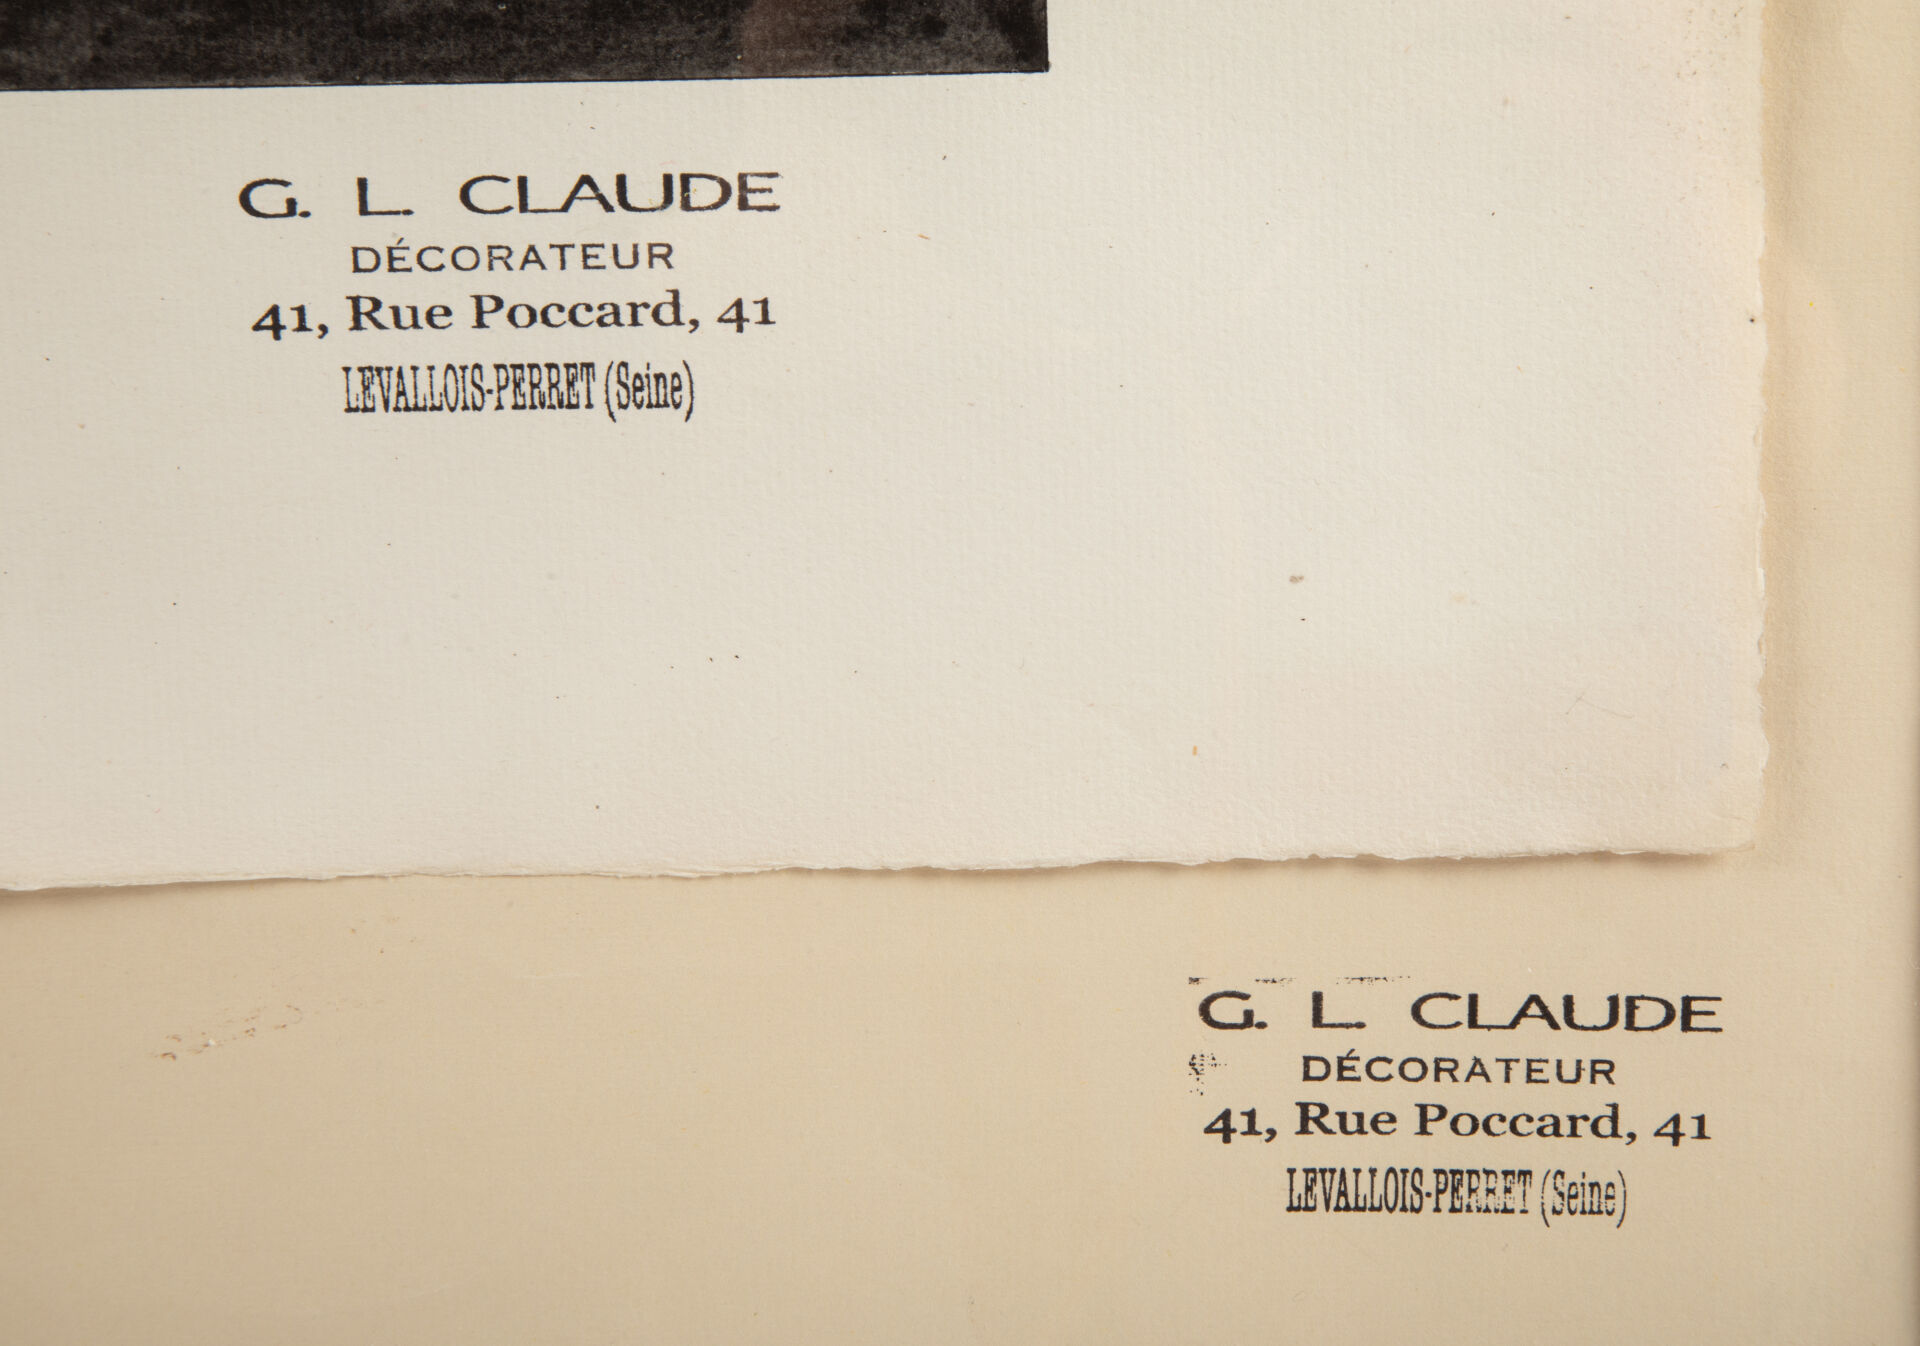 G. L. CLAUDE
DÉCORATEUR
41, Rue Poccard, 41
LEVALLOIS-PERRET (Seine)
G. L. CLAUDE
DÉCORATEUR
41, Rue Poccard, 41
LEVALLOIS-PERRET (Seine)